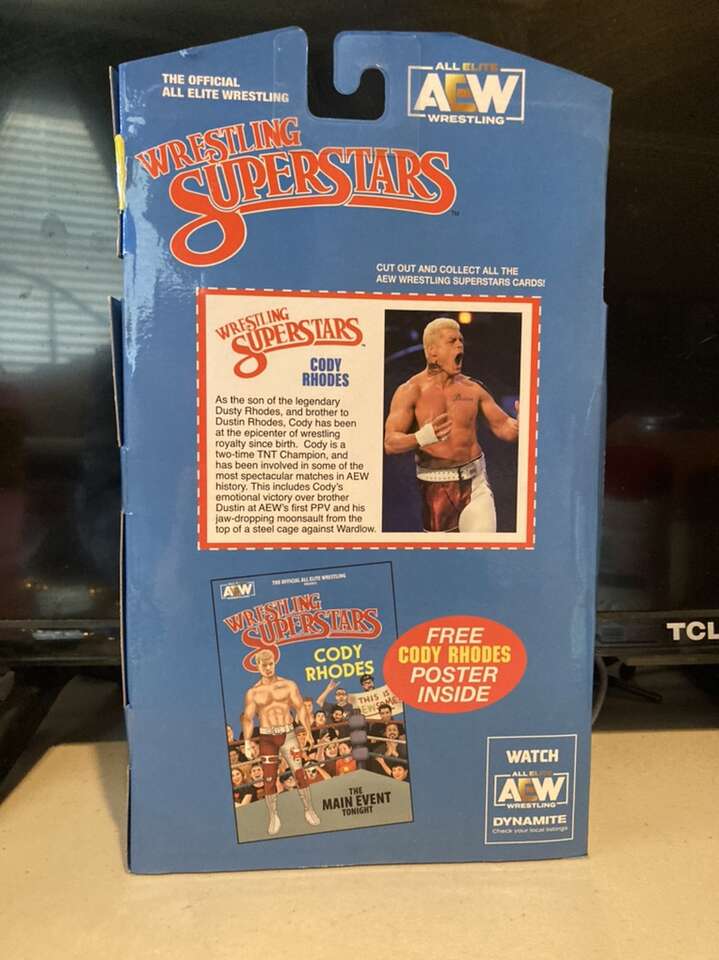 THE OFFICIAL
ALL ELITE WRESTLING
ALL ELITE
AEW
WRESTLING
WRESTLING
SUPERSTARS
TM
CUT OUT AND COLLECT ALL THE
AEW WRESTLING SUPERSTARS CARDS!
WRESTLING
SUPERSTARS
CODY
RHODES
As the son of the legendary
Dusty Rhodes, and brother to
Dustin Rhodes, Cody has been
at the epicenter of wrestling
royalty since birth. Cody is a
two-time TNT Champion, and
has been involved in some of the
most spectacular matches in AEW
history. This includes Cody's
emotional victory over brother
Dustin at AEW's first PPV and his
jaw-dropping moonsault from the
top of a steel cage against Wardlow.
AEW
THE OFFICIAL ALL ELITE WRESTLING
WRESTLING
SUPERSTARS
CODY
RHODES
THIS IS
THE
MAIN EVENT
TONIGHT
FREE
CODY RHODES
POSTER
INSIDE
TCL
WATCH
ALL ELITE
AEW
WRESTLING
DYNAMITE
Check your local listings